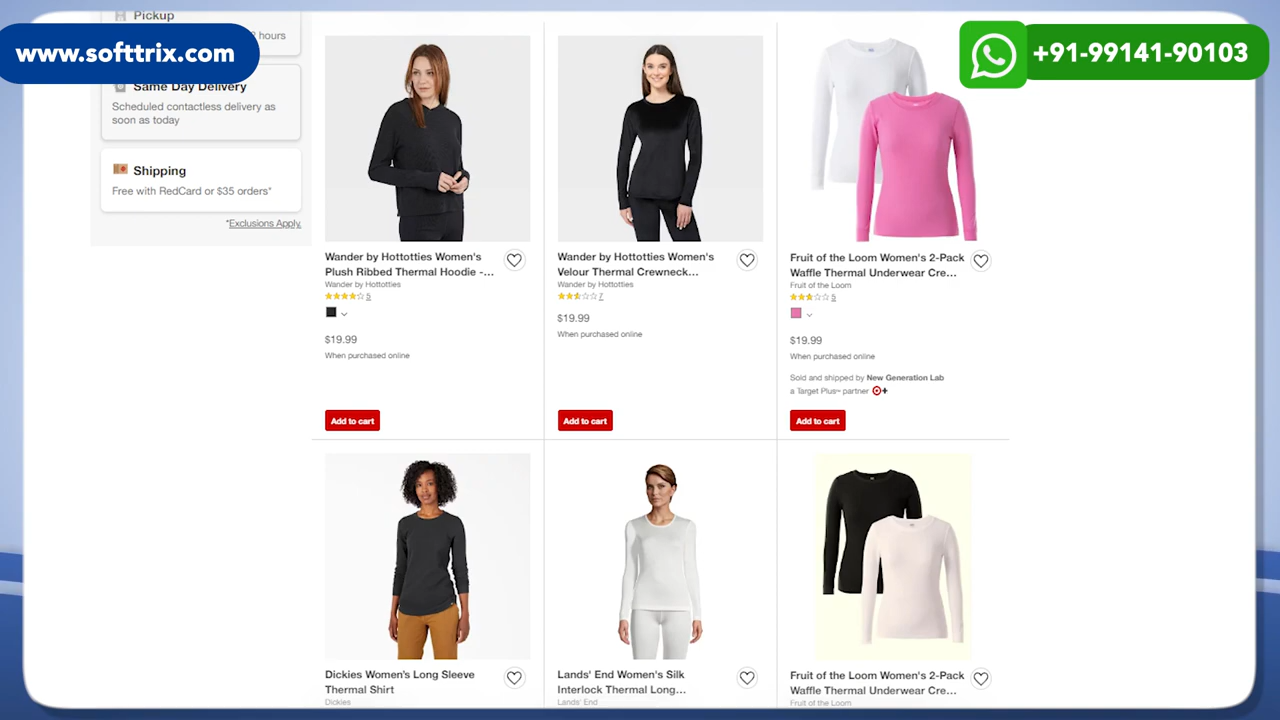 www.softtrix.com
+91-99141-90103
Pickup
hours
Same Day Delivery
Scheduled contactless delivery as
soon as today
Shipping
Free with RedCard or $35 orders*
*Exclusions Apply.
Wander by Hottotties Women's
Plush Ribbed Thermal Hoodie -...
Wander by Hottotties
5
$19.99
When purchased online
Add to cart
Wander by Hottotties Women's
Velour Thermal Crewneck...
Wander by Hottotties
7
$19.99
When purchased online
Add to cart
Fruit of the Loom Women's 2-Pack
Waffle Thermal Underwear Cre...
Fruit of the Loom
5
$19.99
When purchased online
Sold and shipped by New Generation Lab
a Target Plus™ partner
Add to cart
Dickies Women's Long Sleeve
Thermal Shirt
Dickies
Lands' End Women's Silk
Interlock Thermal Long...
Lands' End
Fruit of the Loom Women's 2-Pack
Waffle Thermal Underwear Cre...
Fruit of the Loom